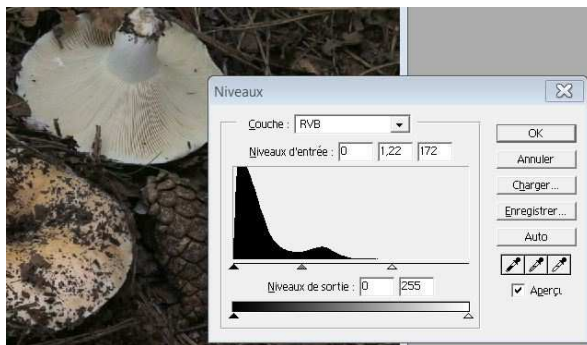 Niveaux
Couche : RVB
OK
Niveaux d'entrée : 0 1,22 172
Annuler
Charger...
Enregistrer...
Auto
Niveaux de sortie : 0 255
Aperçu